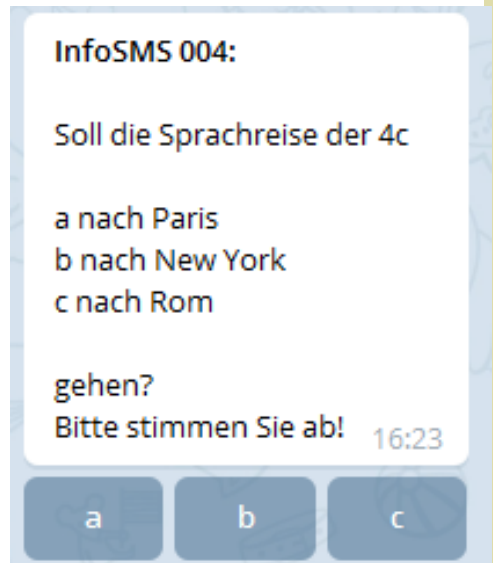 InfoSMS 004:
Soll die Sprachreise der 4c
a nach Paris
b nach New York
c nach Rom
gehen?
Bitte stimmen Sie ab! 16:23
a b c